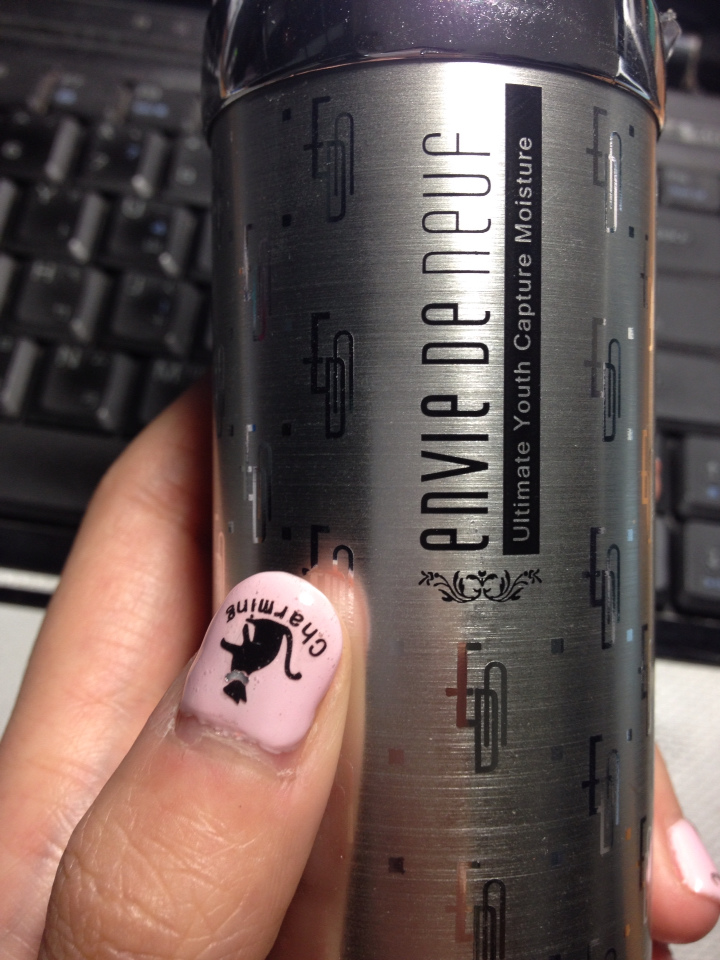 envie De neuf
Ultimate Youth Capture Moisture
Charming